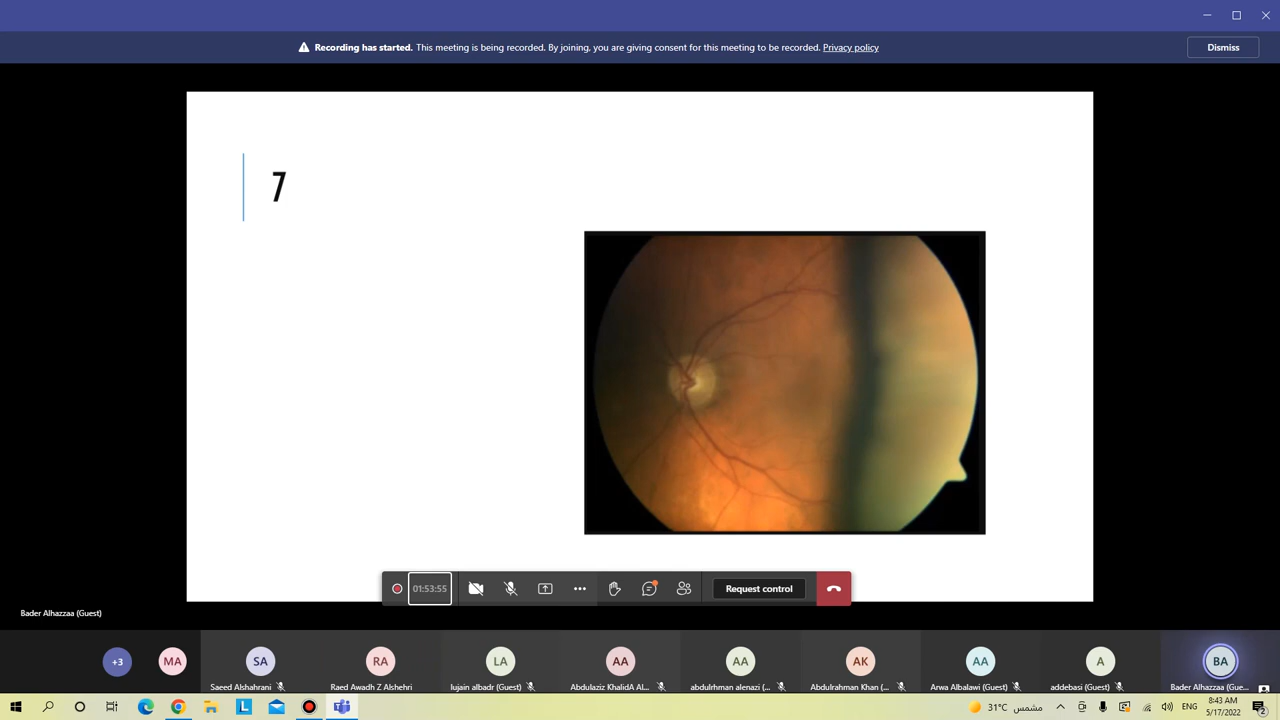 Recording has started. This meeting is being recorded. By joining, you are giving consent for this meeting to be recorded. Privacy policy
Dismiss
7
01:53:55
Request control
Bader Alhazzaa (Guest)
+3
MA
SA
RA
LA
AA
AA
AK
AA
A
BA
Saeed Alshahrani
Raed Awadh Z Alshehri
lujain albadr (Guest)
Abdulaziz KhalidA Al...
abdulrhman alenazi (...
Abdulrahman Khan (...
Arwa Albalawi (Guest)
addebasi (Guest)
Bader Alhazzaa (Gue...
L
31°C مشمس
ENG
8:43 AM
5/17/2022
2